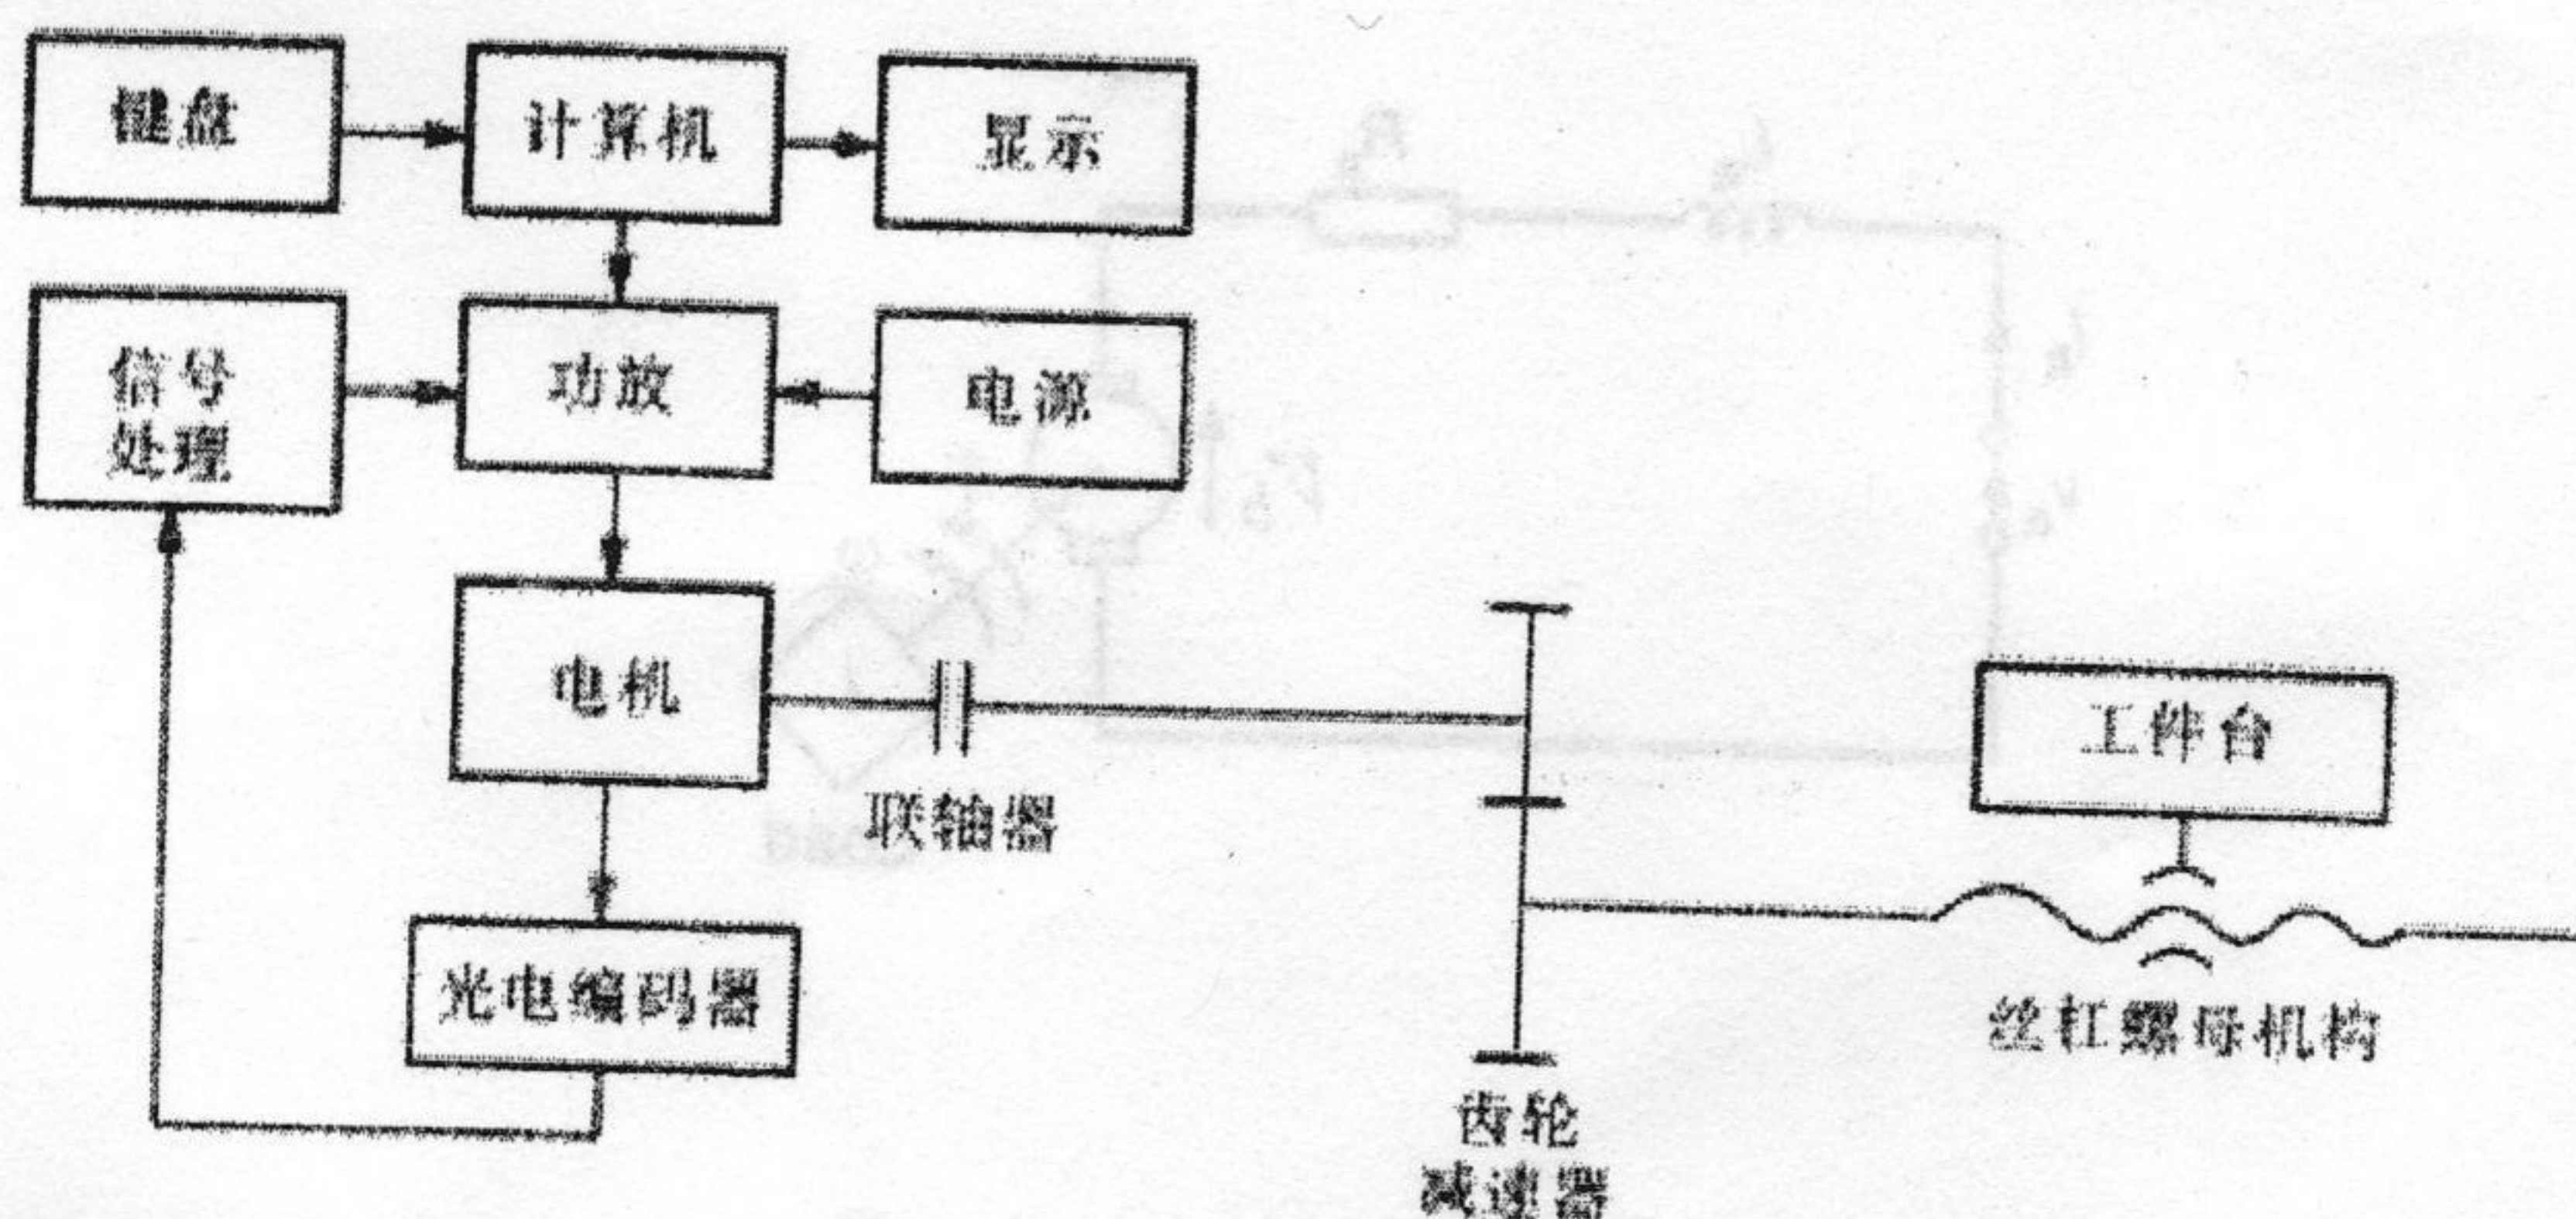 键盘
计算机
显示
信号
处理
功放
电源
电机
联轴器
工件台
光电编码器
丝杠螺母机构
齿轮
减速器